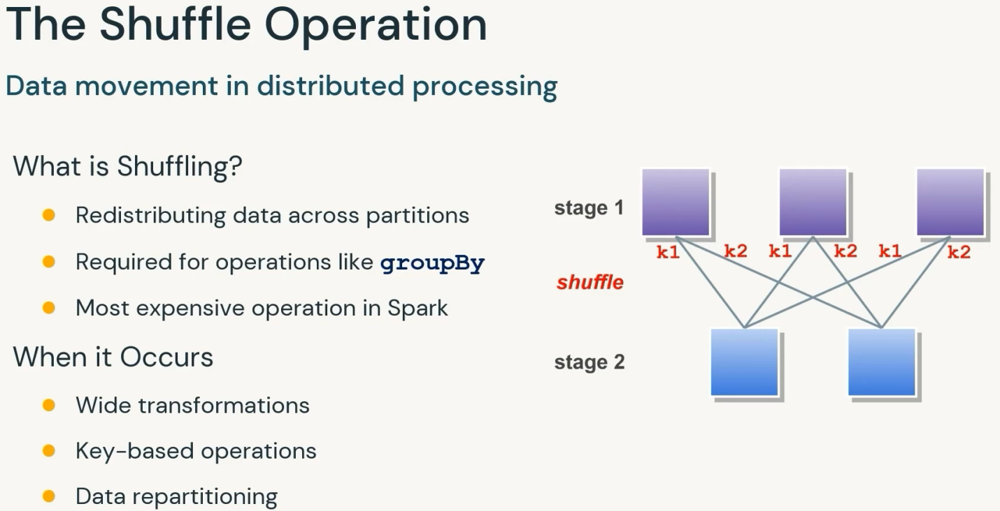 The Shuffle Operation
Data movement in distributed processing
What is Shuffling?
Redistributing data across partitions
Required for operations like groupBy
Most expensive operation in Spark
When it Occurs
Wide transformations
Key-based operations
Data repartitioning
stage 1
k1 k2 k1 k2 k1 k2
shuffle
stage 2